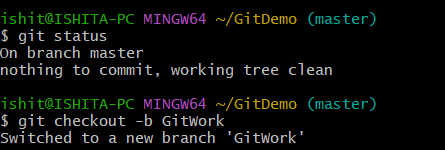 ishit@ISHITA-PC MINGW64 ~/GitDemo (master)
$ git status
On branch master
nothing to commit, working tree clean
ishit@ISHITA-PC MINGW64 ~/GitDemo (master)
$ git checkout -b GitWork
Switched to a new branch 'GitWork'